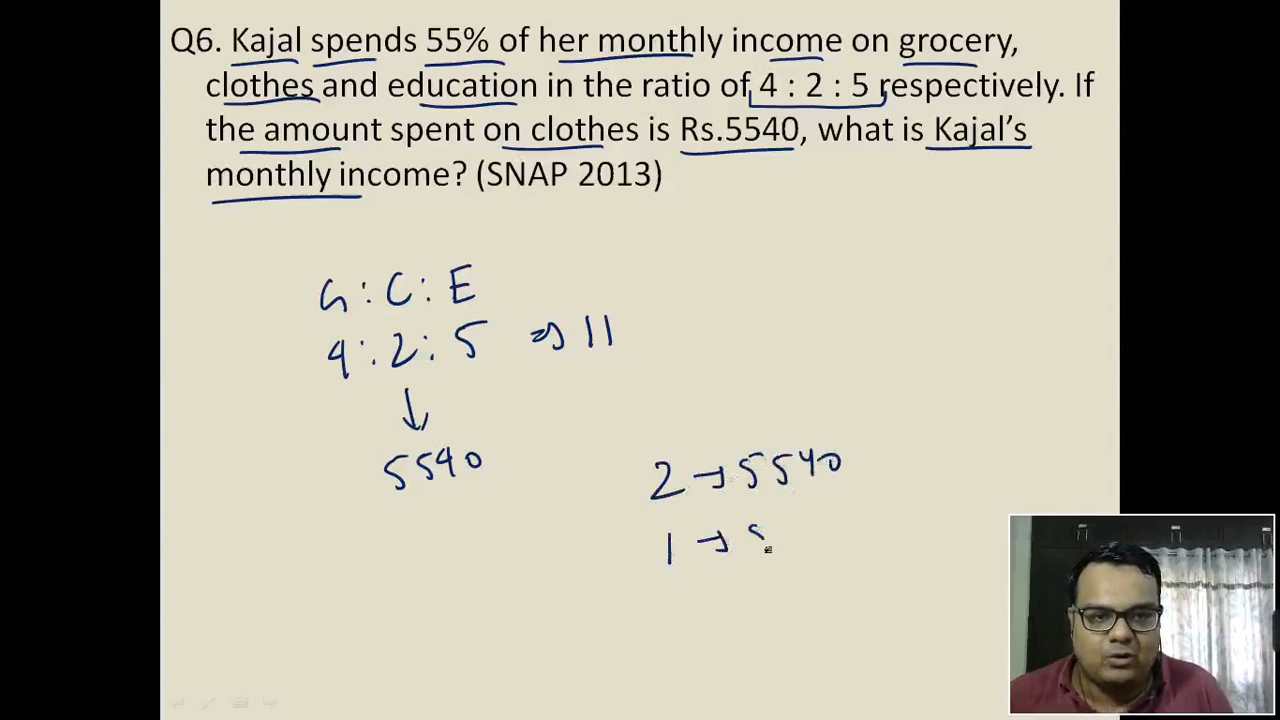 Q6. Kajal spends 55% of her monthly income on grocery,
clothes and education in the ratio of 4 : 2 : 5 respectively. If
the amount spent on clothes is Rs.5540, what is Kajal's
monthly income? (SNAP 2013)
G : C : E
4 : 2 : 5 ⇒ 11
↓
5540
2 → 5540
1 →